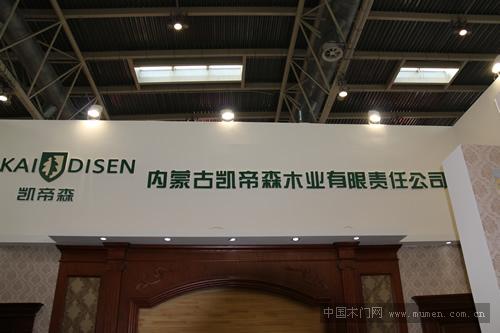 KAI DISEN
凯帝森
内蒙古凯帝森木业有限责任公司
中国木门网 www.mumen.com.cn